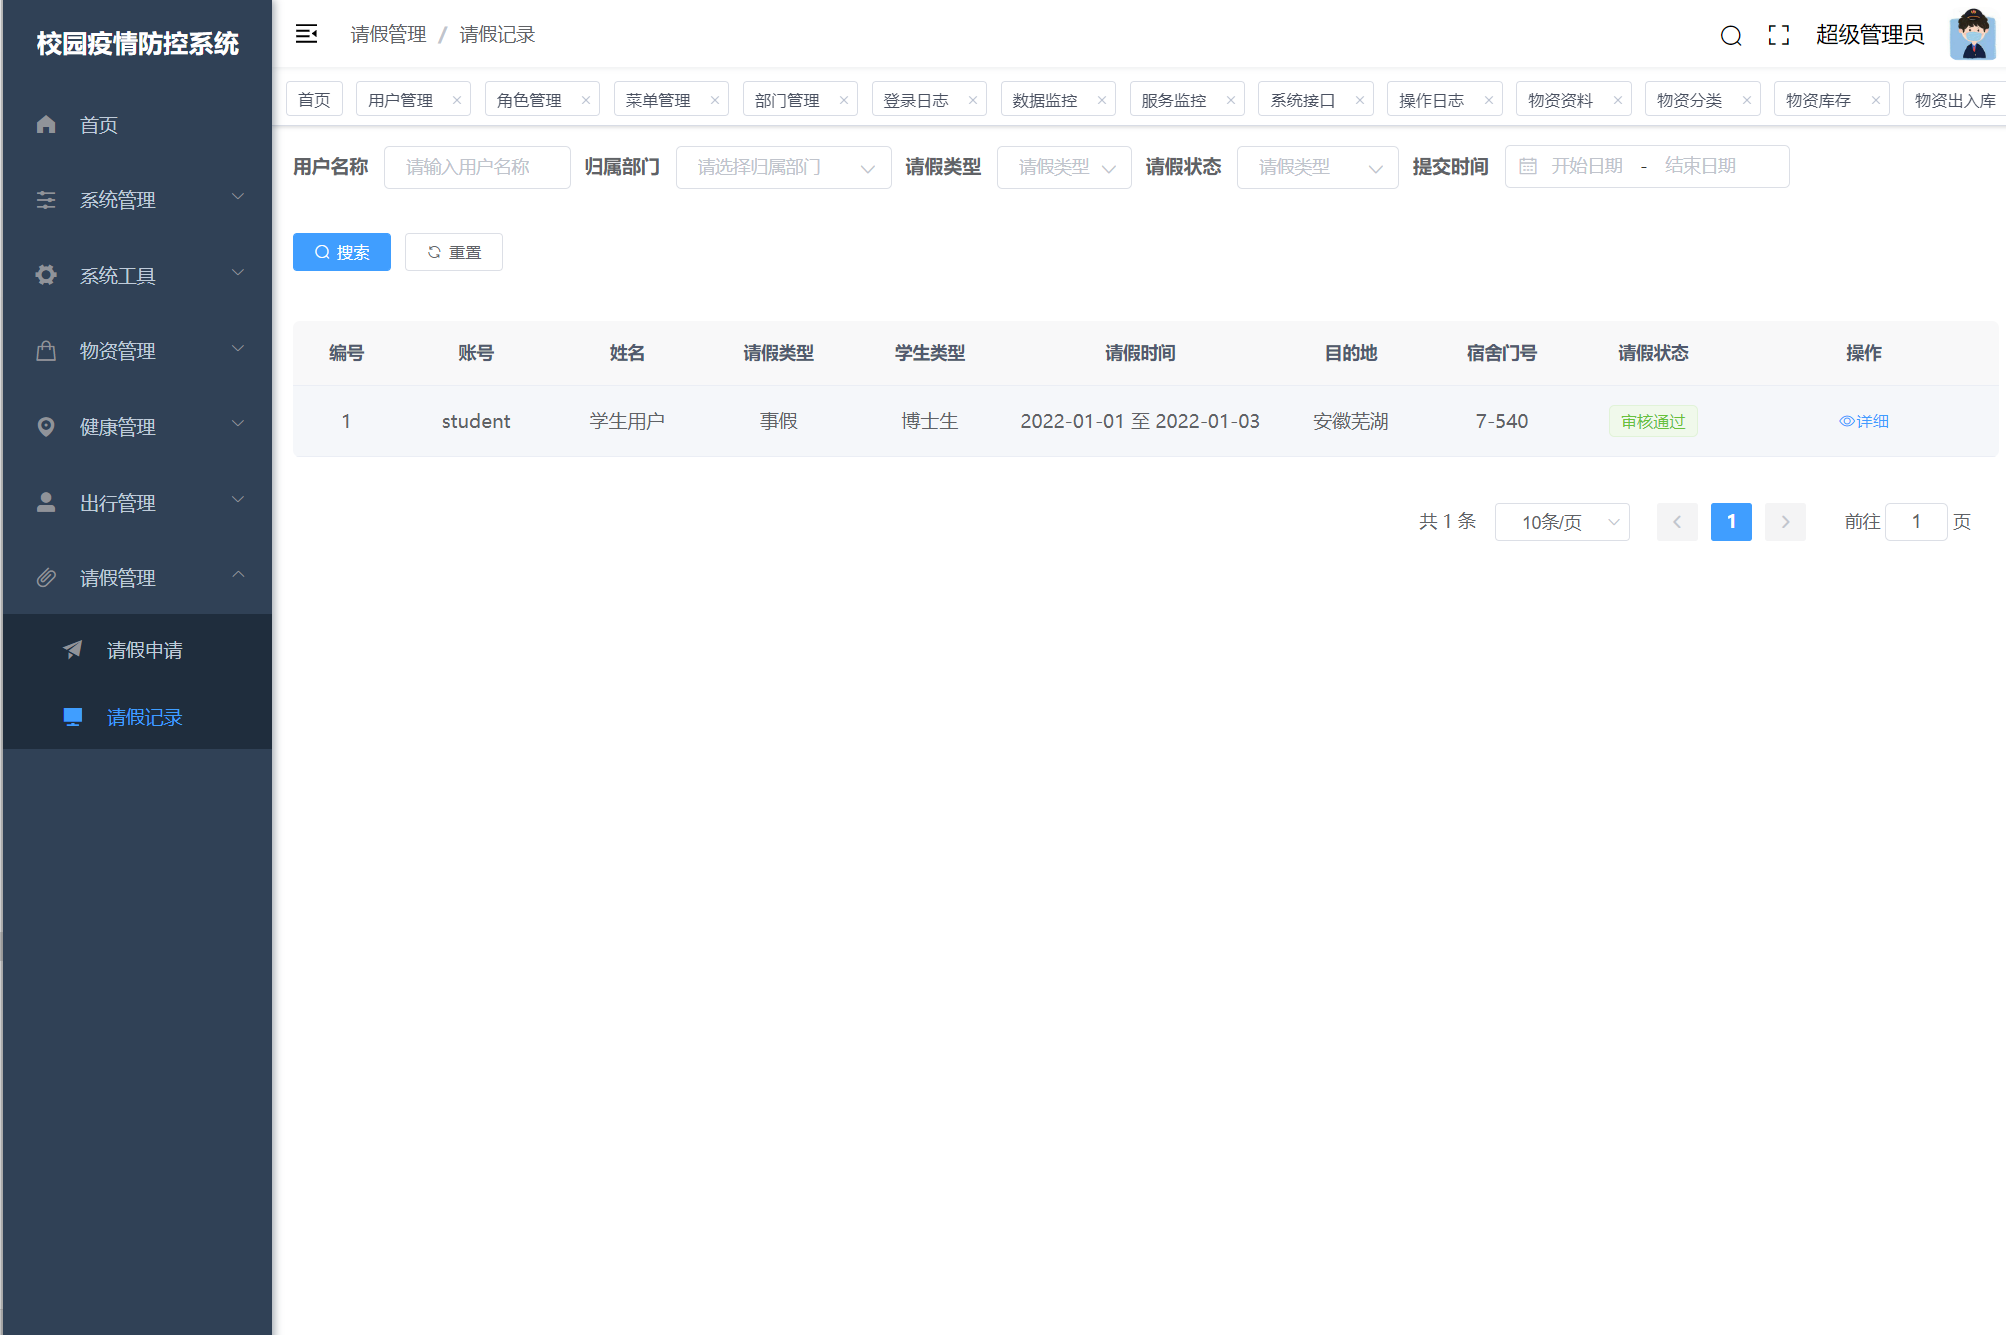 校园疫情防控系统
首页
系统管理
系统工具
物资管理
健康管理
出行管理
请假管理
请假申请
请假记录
请假管理 / 请假记录
超级管理员
首页 用户管理 × 角色管理 × 菜单管理 × 部门管理 × 登录日志 × 数据监控 × 服务监控 × 系统接口 × 操作日志 × 物资资料 × 物资分类 × 物资库存 × 物资出入库
用户名称 请输入用户名称 归属部门 请选择归属部门 请假类型 请假类型 请假状态 请假类型 提交时间 开始日期 - 结束日期
搜索 重置
编号 账号 姓名 请假类型 学生类型 请假时间 目的地 宿舍门号 请假状态 操作
1 student 学生用户 事假 博士生 2022-01-01 至 2022-01-03 安徽芜湖 7-540 审核通过 详细
共 1 条 10条/页 1 前往 1 页